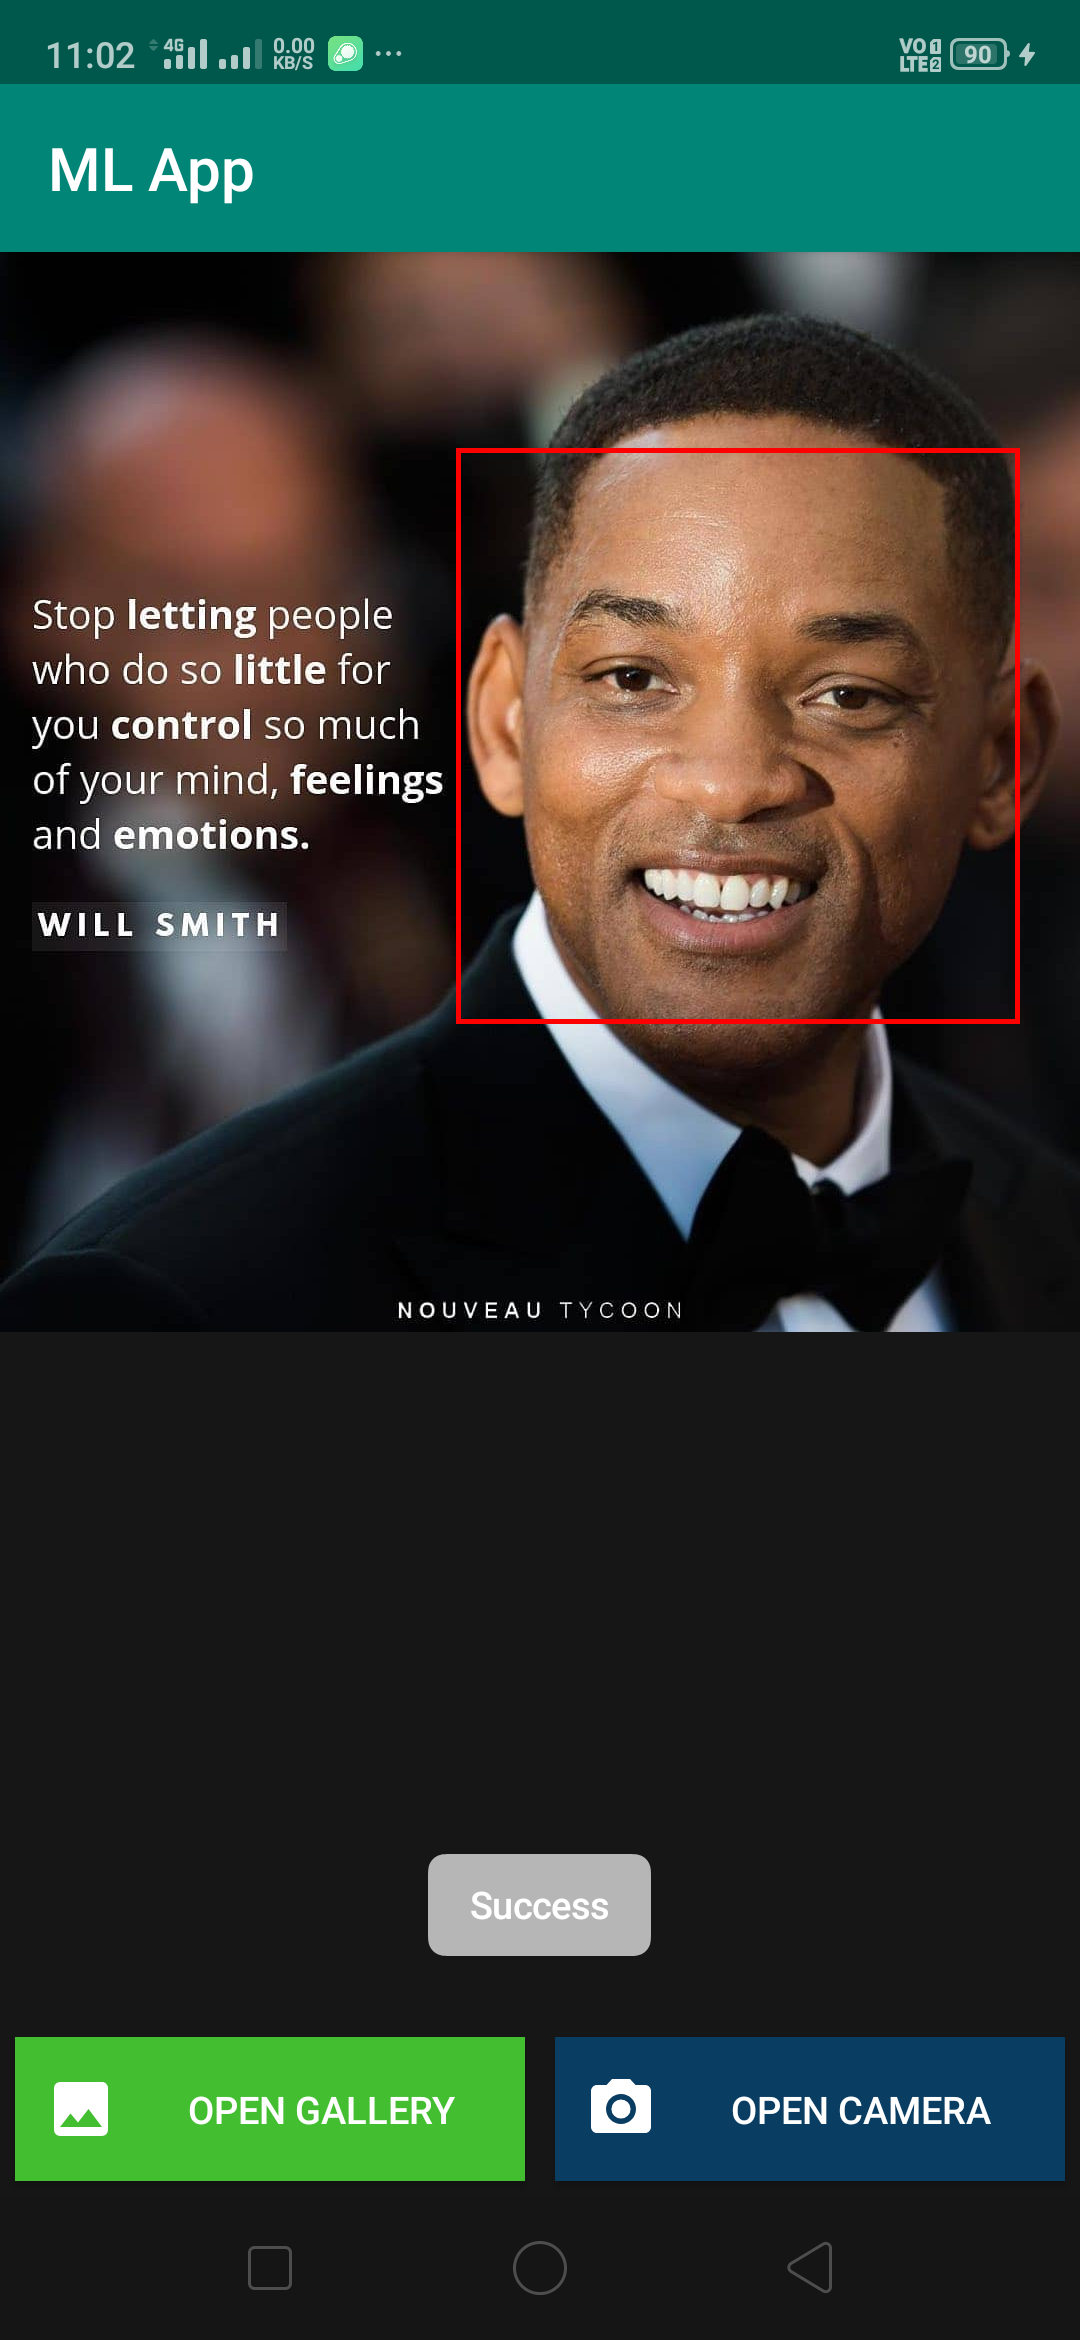 11:02 4G 0.00 KB/S ... VO LTE 1 2 90
ML App
Stop letting people
who do so little for
you control so much
of your mind, feelings
and emotions.
WILL SMITH
NOUVEAU TYCOON
Success
OPEN GALLERY OPEN CAMERA